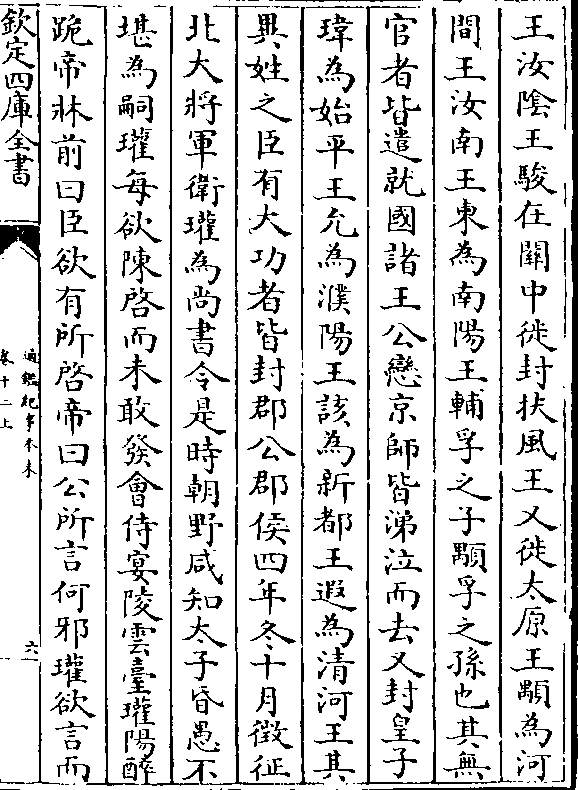 王汝陰王駿在關中徙封扶風王又徙太原王顒為河
間王汝南王柬為南陽王輔孚之子顒孚之孫也其無
官者皆遣就國諸王公戀京師皆涕泣而去又封皇子
瑋為始平王允為濮陽王該為新都王遐為清河王其
異姓之臣有大功者皆封郡公郡侯四年冬十月徵征
北大將軍衛瓘為尚書令是時朝野咸知太子昏愚不
堪為嗣瓘每欲陳啓而未敢發會侍宴陵雲臺瓘陽醉
跪帝牀前曰臣欲有所啓帝曰公所言何邪瓘欲言而
欽定四庫全書
通鑑紀事本末
卷十二上
六